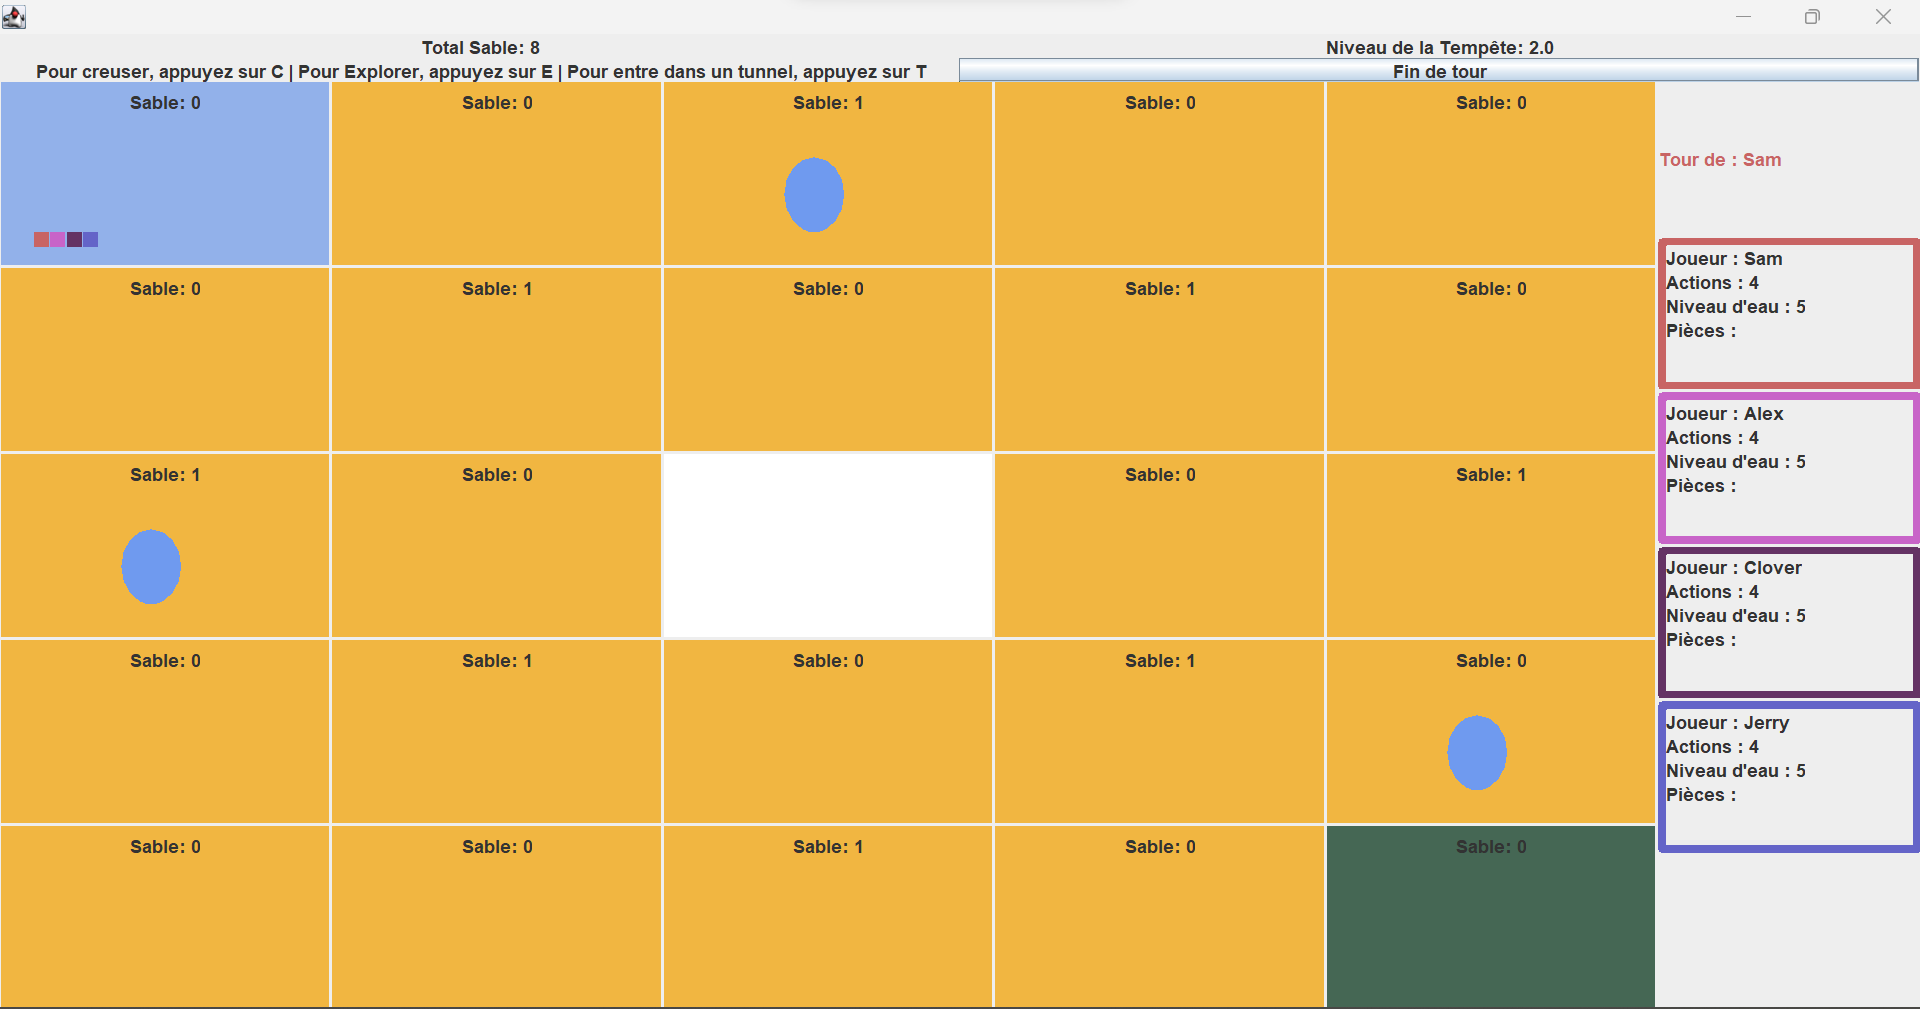 Total Sable: 8
Niveau de la Tempête: 2.0
Pour creuser, appuyez sur C | Pour Explorer, appuyez sur E | Pour entre dans un tunnel, appuyez sur T
Fin de tour
Sable: 0
Sable: 0
Sable: 1
Sable: 0
Sable: 0
Sable: 0
Sable: 1
Sable: 0
Sable: 1
Sable: 0
Sable: 1
Sable: 0
Sable: 0
Sable: 1
Sable: 0
Sable: 1
Sable: 0
Sable: 1
Sable: 0
Sable: 0
Sable: 0
Sable: 1
Sable: 0
Sable: 0
Tour de : Sam
Joueur : Sam
Actions : 4
Niveau d'eau : 5
Pièces :
Joueur : Alex
Actions : 4
Niveau d'eau : 5
Pièces :
Joueur : Clover
Actions : 4
Niveau d'eau : 5
Pièces :
Joueur : Jerry
Actions : 4
Niveau d'eau : 5
Pièces :